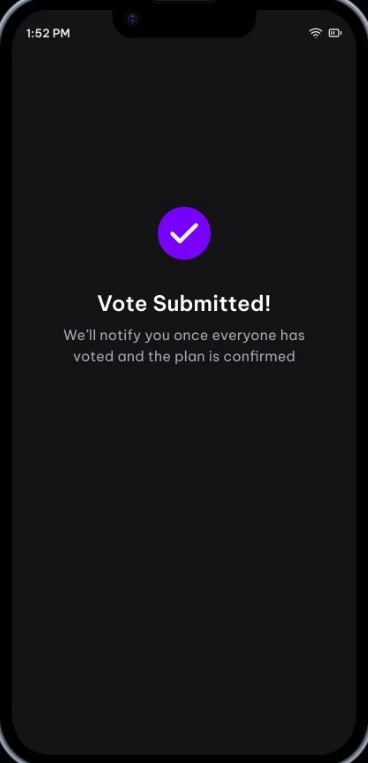 1:52 PM
Vote Submitted!
We'll notify you once everyone has
voted and the plan is confirmed